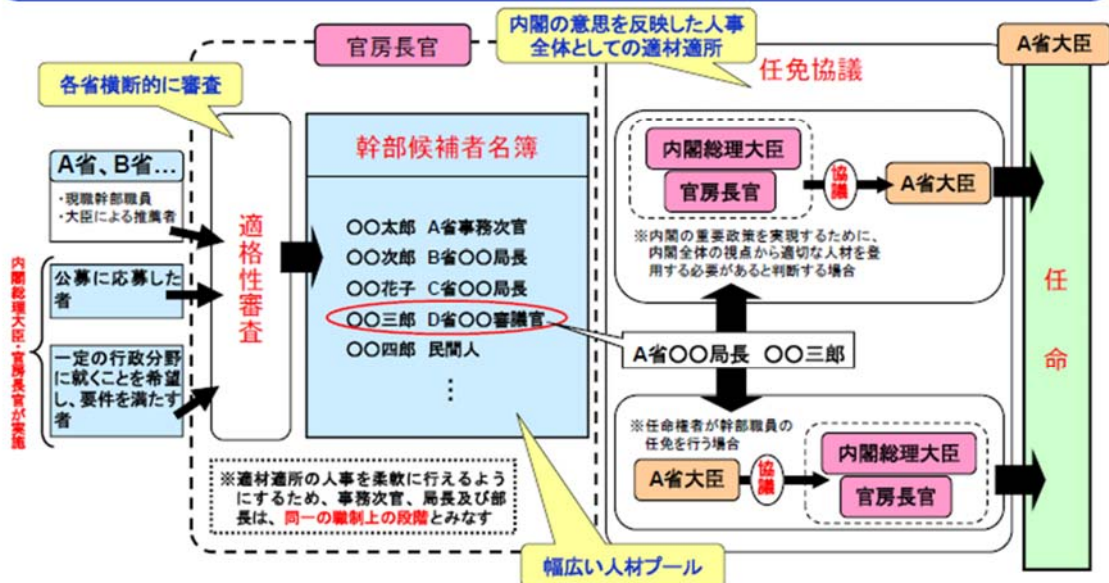 官房長官
内閣の意思を反映した人事
全体としての適材適所
A省大臣
各省横断的に審査
任免協議
幹部候補者名簿
A省、B省…
・現職幹部職員
・大臣による推薦者
公募に応募した
者
一定の行政分野
に就くことを希望
し、要件を満たす
者
内閣総理大臣・官房長官が実施
適格性審査
〇〇太郎 A省事務次官
〇〇次郎 B省〇〇局長
〇〇花子 C省〇〇局長
〇〇三郎 D省〇〇審議官
〇〇四郎 民間人
⋮
内閣総理大臣
官房長官
協議
A省大臣
※内閣の重要政策を実現するために、
内閣全体の視点から適切な人材を登
用する必要があると判断する場合
A省〇〇局長 〇〇三郎
※任命権者が幹部職員の
任免を行う場合
A省大臣
協議
内閣総理大臣
官房長官
任命
※適材適所の人事を柔軟に行えるよう
にするため、事務次官、局長及び部
長は、同一の職制上の段階とみなす
幅広い人材プール